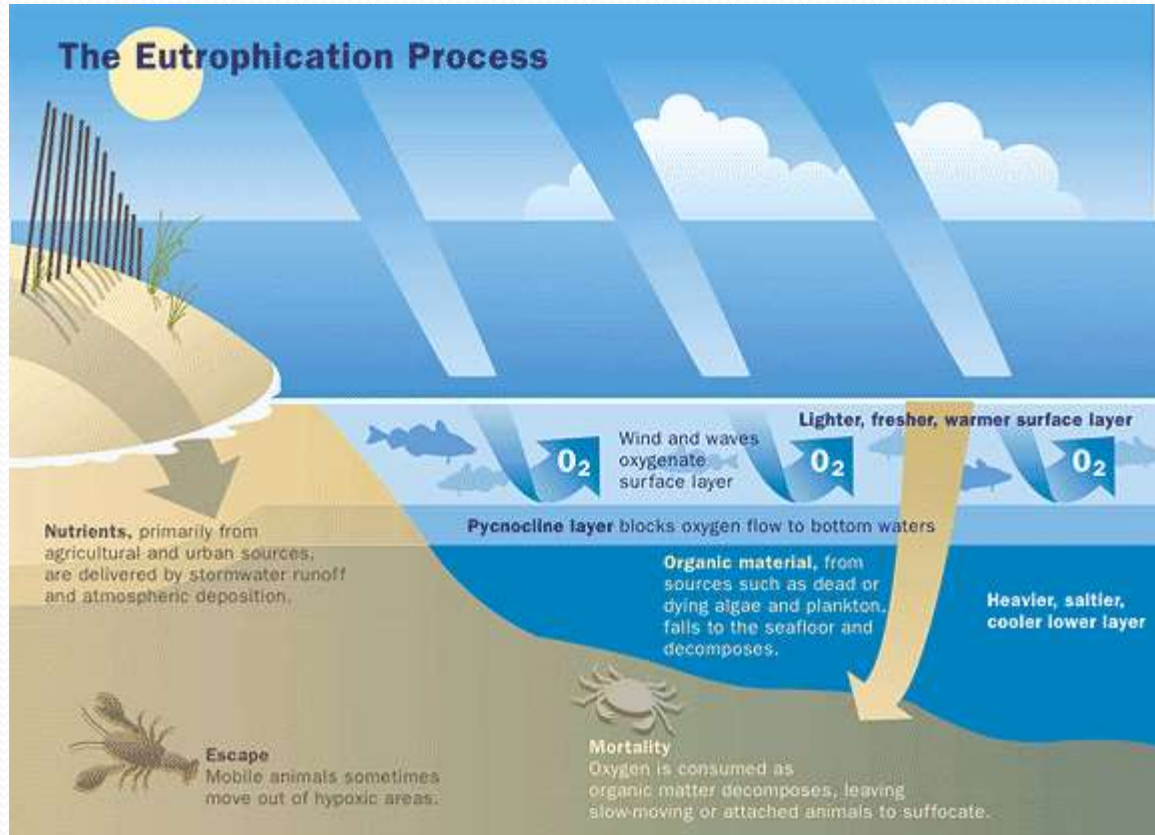 The Eutrophication Process
Lighter, fresher, warmer surface layer
Wind and waves
oxygenate
surface layer
O₂
O₂
O₂
Pycnocline layer blocks oxygen flow to bottom waters
Nutrients, primarily from
agricultural and urban sources,
are delivered by stormwater runoff
and atmospheric deposition.
Organic material, from
sources such as dead or
dying algae and plankton,
falls to the seafloor and
decomposes.
Heavier, saltier,
cooler lower layer
Escape
Mobile animals sometimes
move out of hypoxic areas.
Mortality
Oxygen is consumed as
organic matter decomposes, leaving
slow-moving or attached animals to suffocate.